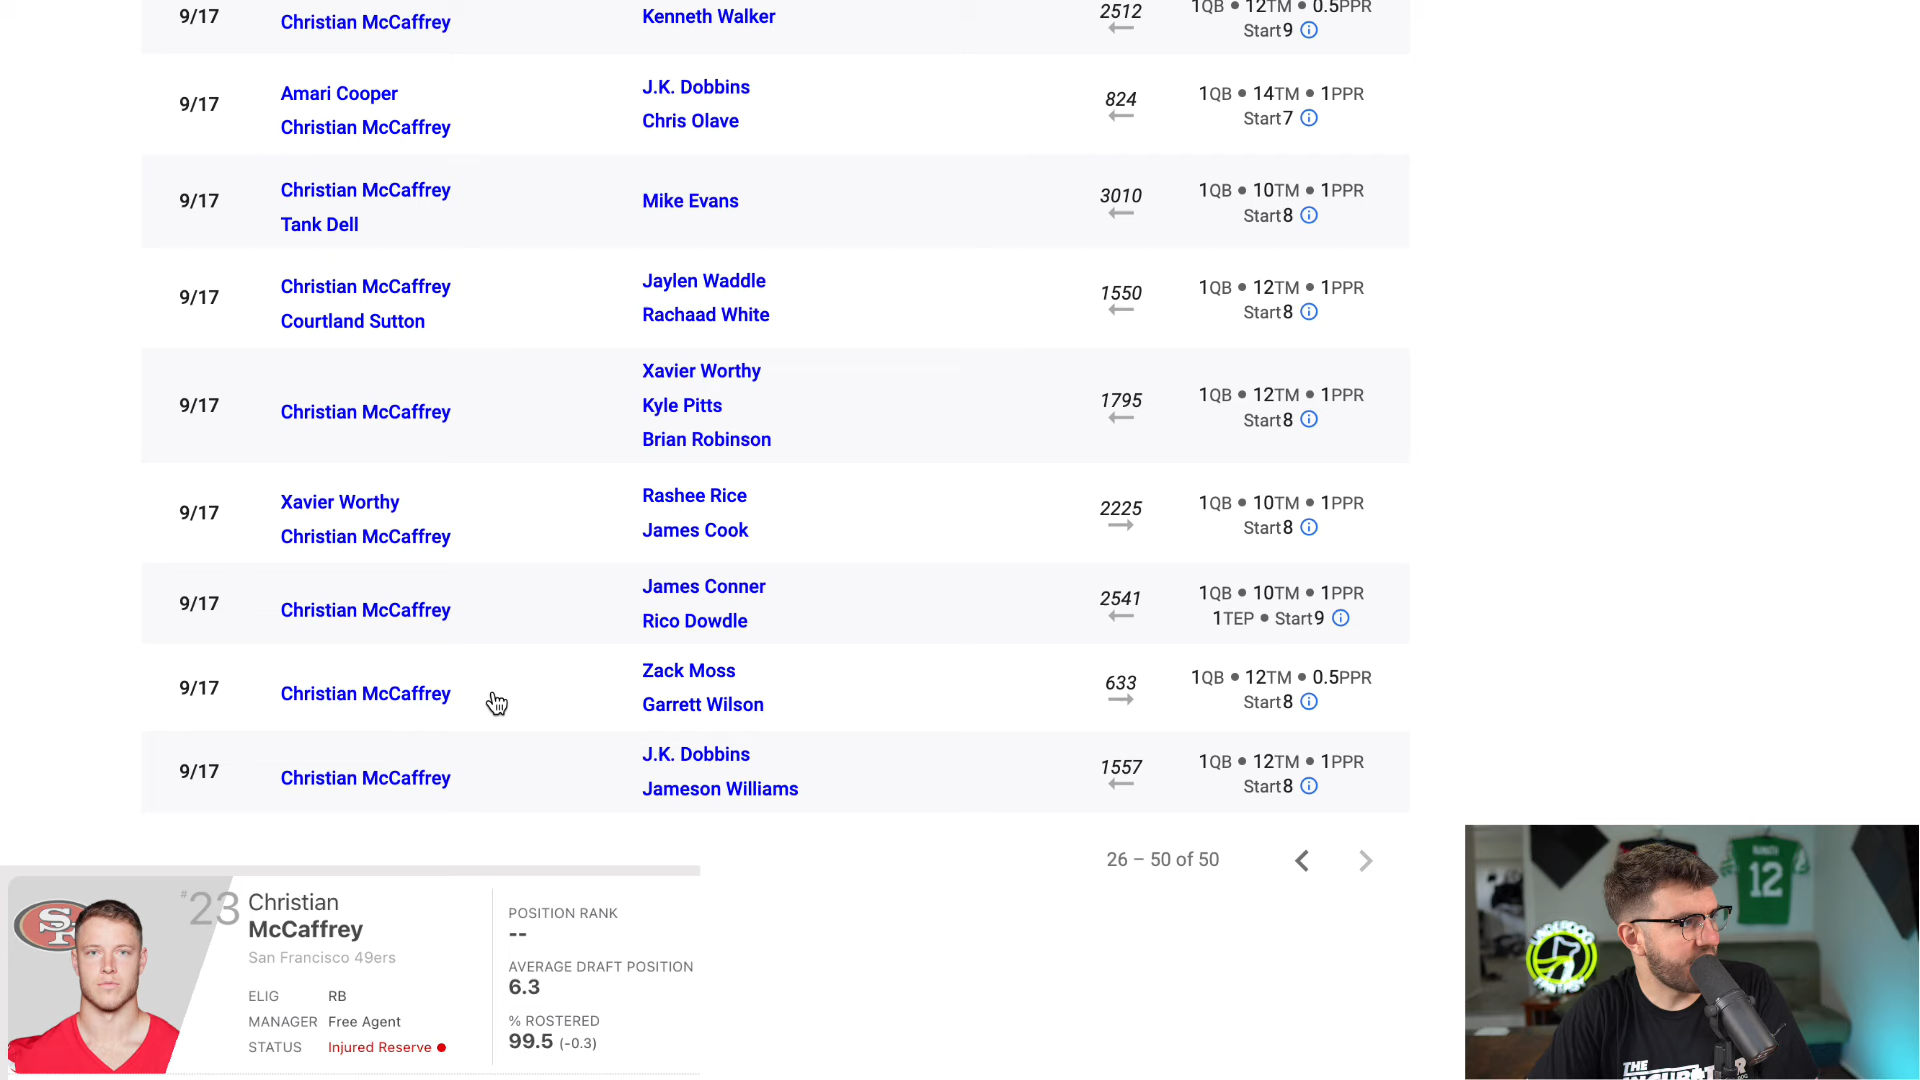 9/17
Christian McCaffrey
Kenneth Walker
2512
1QB • 12TM • 0.5PPR
Start9
9/17
Amari Cooper
Christian McCaffrey
J.K. Dobbins
Chris Olave
824
1QB • 14TM • 1PPR
Start7
9/17
Christian McCaffrey
Tank Dell
Mike Evans
3010
1QB • 10TM • 1PPR
Start8
9/17
Christian McCaffrey
Courtland Sutton
Jaylen Waddle
Rachaad White
1550
1QB • 12TM • 1PPR
Start8
9/17
Christian McCaffrey
Xavier Worthy
Kyle Pitts
Brian Robinson
1795
1QB • 12TM • 1PPR
Start8
9/17
Xavier Worthy
Christian McCaffrey
Rashee Rice
James Cook
2225
1QB • 10TM • 1PPR
Start8
9/17
Christian McCaffrey
James Conner
Rico Dowdle
2541
1QB • 10TM • 1PPR
1TEP • Start9
9/17
Christian McCaffrey
Zack Moss
Garrett Wilson
633
1QB • 12TM • 0.5PPR
Start8
9/17
Christian McCaffrey
J.K. Dobbins
Jameson Williams
1557
1QB • 12TM • 1PPR
Start8
26 – 50 of 50
SF
#23
Christian
McCaffrey
San Francisco 49ers
ELIG RB
MANAGER Free Agent
STATUS Injured Reserve
POSITION RANK
--
AVERAGE DRAFT POSITION
6.3
% ROSTERED
99.5 (-0.3)
12
UNDERDOG
THE